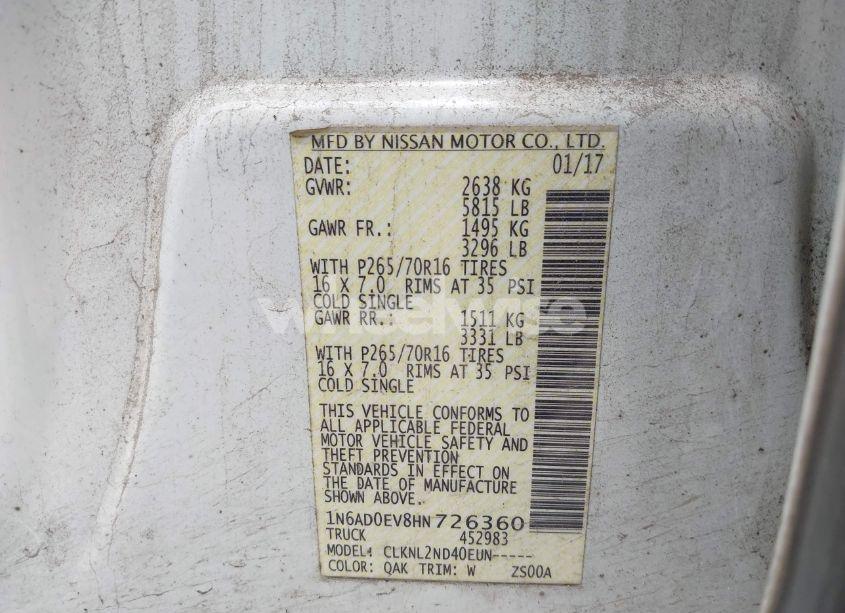 MFD BY NISSAN MOTOR CO., LTD.
DATE: 01/17
GVWR: 2638 KG
5815 LB
GAWR FR.: 1495 KG
3296 LB
WITH P265/70R16 TIRES
16 X 7.0 RIMS AT 35 PSI
COLD SINGLE
GAWR RR.: 1511 KG
3331 LB
WITH P265/70R16 TIRES
16 X 7.0 RIMS AT 35 PSI
COLD SINGLE
THIS VEHICLE CONFORMS TO
ALL APPLICABLE FEDERAL
MOTOR VEHICLE SAFETY AND
THEFT PREVENTION
STANDARDS IN EFFECT ON
THE DATE OF MANUFACTURE
SHOWN ABOVE.
1N6AD0EV8HN726360
TRUCK 452983
MODEL: CLKNL2ND40EUN-----
COLOR: QAK TRIM: W ZS00A